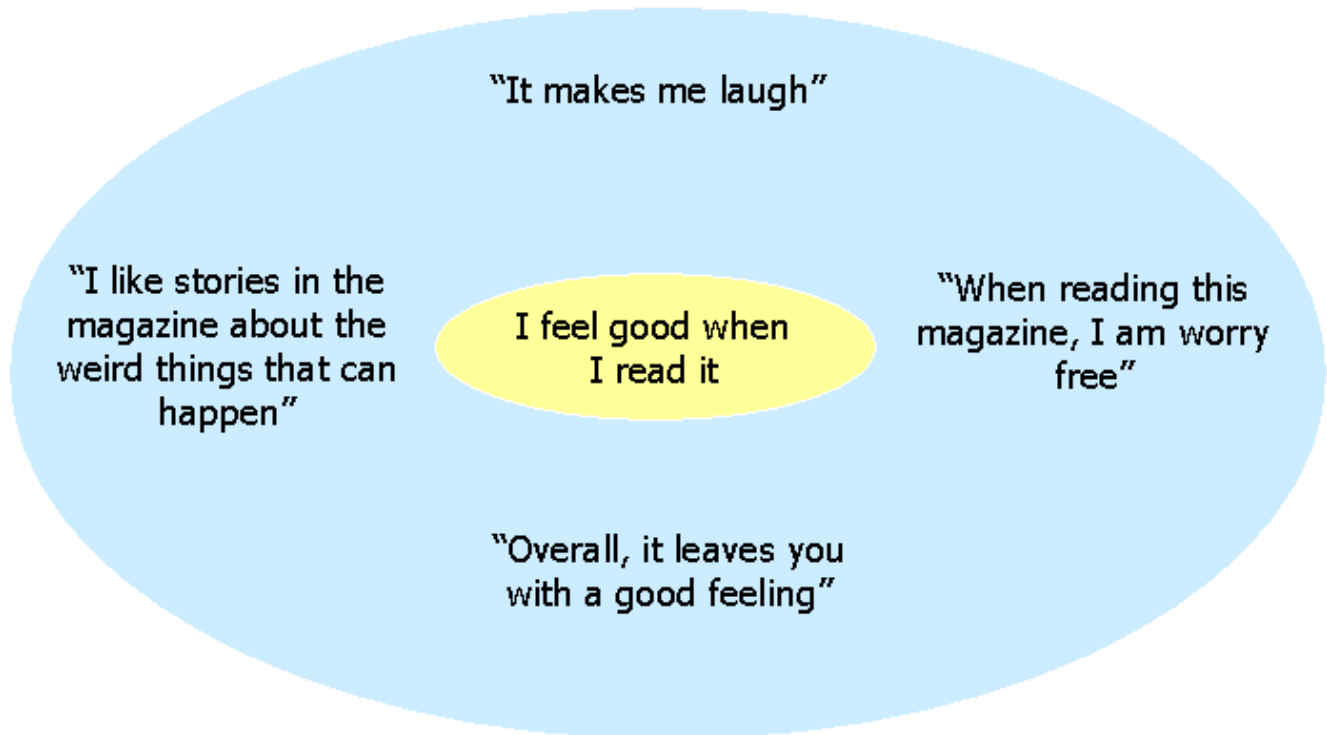 “It makes me laugh”
“I like stories in the
magazine about the
weird things that can
happen”
I feel good when
I read it
“When reading this
magazine, I am worry
free”
“Overall, it leaves you
with a good feeling”